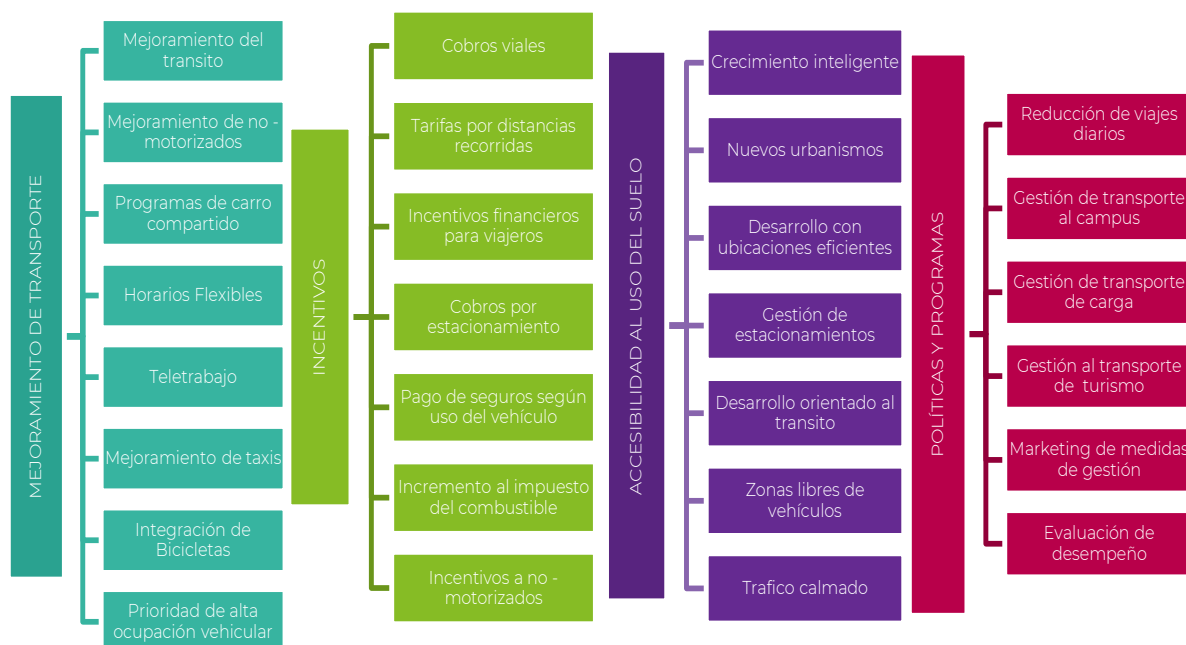 MEJORAMIENTO DE TRANSPORTE
Mejoramiento del
transito
Mejoramiento de no -
motorizados
Programas de carro
compartido
Horarios Flexibles
Teletrabajo
Mejoramiento de taxis
Integración de
Bicicletas
Prioridad de alta
ocupación vehicular
INCENTIVOS
Cobros viales
Tarifas por distancias
recorridas
Incentivos financieros
para viajeros
Cobros por
estacionamiento
Pago de seguros según
uso del vehículo
Incremento al impuesto
del combustible
Incentivos a no -
motorizados
ACCESIBILIDAD AL USO DEL SUELO
Crecimiento inteligente
Nuevos urbanismos
Desarrollo con
ubicaciones eficientes
Gestión de
estacionamientos
Desarrollo orientado al
transito
Zonas libres de
vehículos
Trafico calmado
POLÍTICAS Y PROGRAMAS
Reducción de viajes
diarios
Gestión de transporte
al campus
Gestión de transporte
de carga
Gestión al transporte
de turismo
Marketing de medidas
de gestión
Evaluación de
desempeño